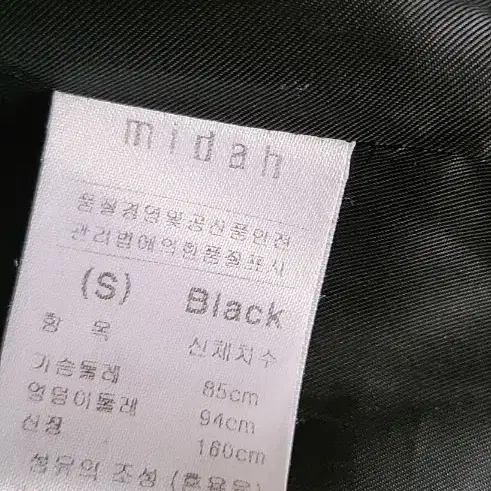 midah
품질경영및공산품안전
관리법에의한품질표시
(S) Black
항 목 신체치수
가슴둘레 85cm
엉덩이둘레 94cm
신장 160cm
섬유의 조성 (혼용율)